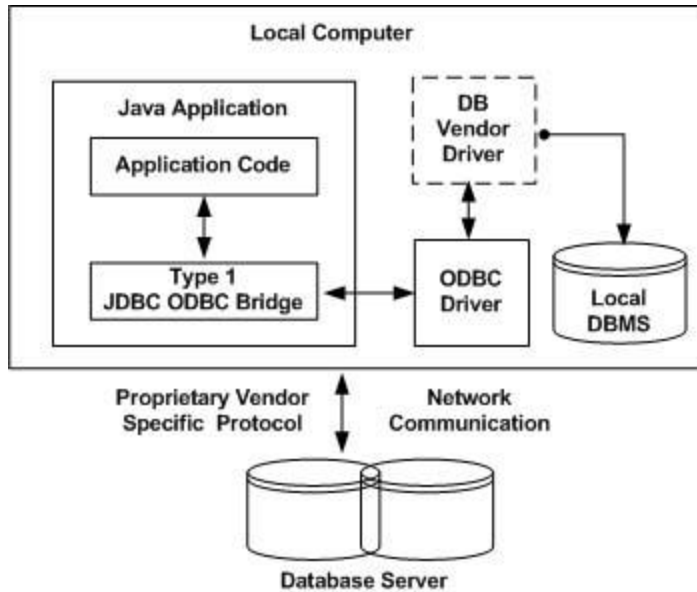 Local Computer
Java Application
Application Code
Type 1
JDBC ODBC Bridge
DB
Vendor
Driver
ODBC
Driver
Local
DBMS
Proprietary Vendor
Specific Protocol
Network
Communication
Database Server